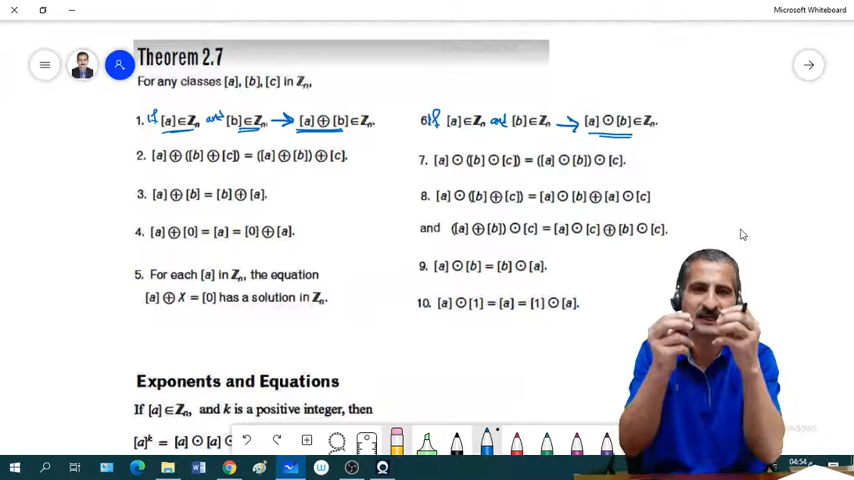 Microsoft Whiteboard
Theorem 2.7
For any classes [a], [b], [c] in ℤn,
1. if [a]∈ℤn and [b]∈ℤn, → [a]⊕[b]∈ℤn.
2. [a]⊕([b]⊕[c]) = ([a]⊕[b])⊕[c].
3. [a]⊕[b] = [b]⊕[a].
4. [a]⊕[0] = [a] = [0]⊕[a].
5. For each [a] in ℤn, the equation
[a]⊕X = [0] has a solution in ℤn.
6. if [a]∈ℤn and [b]∈ℤn → [a]⊙[b]∈ℤn.
7. [a]⊙([b]⊙[c]) = ([a]⊙[b])⊙[c].
8. [a]⊙([b]⊕[c]) = [a]⊙[b]⊕[a]⊙[c]
and ([a]⊕[b])⊙[c] = [a]⊙[c]⊕[b]⊙[c].
9. [a]⊙[b] = [b]⊙[a].
10. [a]⊙[1] = [a] = [1]⊙[a].
Exponents and Equations
If [a]∈ℤn, and k is a positive integer, then
[a]ᵏ = [a]⊙[a]⊙
04:54